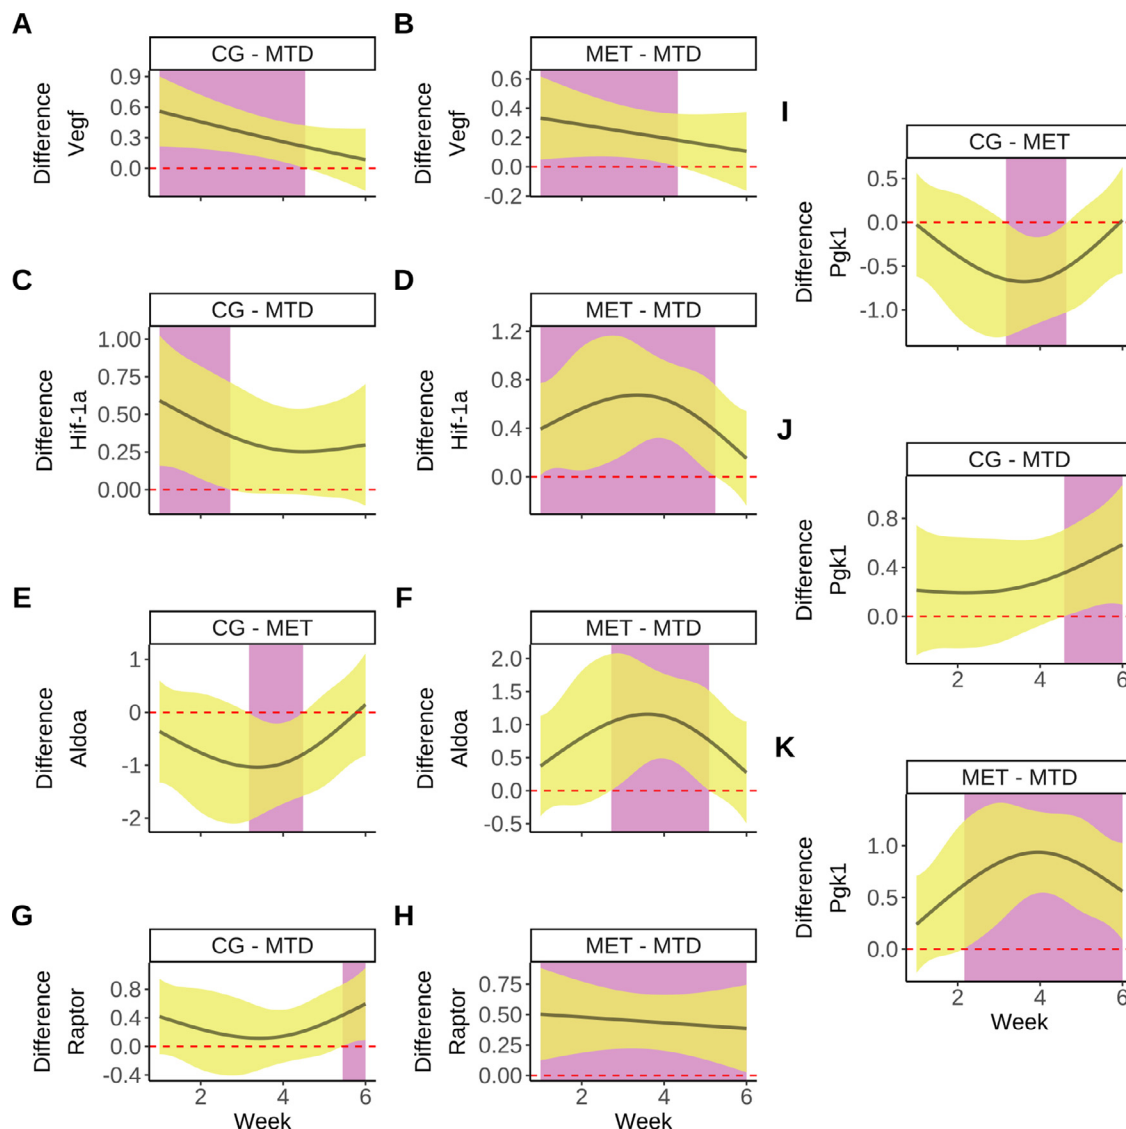 A
CG - MTD
Difference
Vegf
0.9
0.6
0.3
0.0
B
MET - MTD
Difference
Vegf
0.6
0.4
0.2
0.0
-0.2
C
CG - MTD
Difference
Hif-1a
1.00
0.75
0.50
0.25
0.00
2
4
6
D
MET - MTD
Difference
Hif-1a
1.2
0.8
0.4
0.0
E
CG - MET
Difference
Aldoa
1
0
-1
-2
F
MET - MTD
Difference
Aldoa
2.0
1.5
1.0
0.5
0.0
-0.5
G
CG - MTD
Difference
Raptor
0.8
0.4
0.0
-0.4
2
4
6
Week
H
MET - MTD
Difference
Raptor
0.75
0.50
0.25
0.00
2
4
6
Week
I
CG - MET
Difference
Pgk1
0.5
0.0
-0.5
-1.0
J
CG - MTD
Difference
Pgk1
0.8
0.4
0.0
2
4
6
K
MET - MTD
Difference
Pgk1
1.0
0.5
0.0
2
4
6
Week